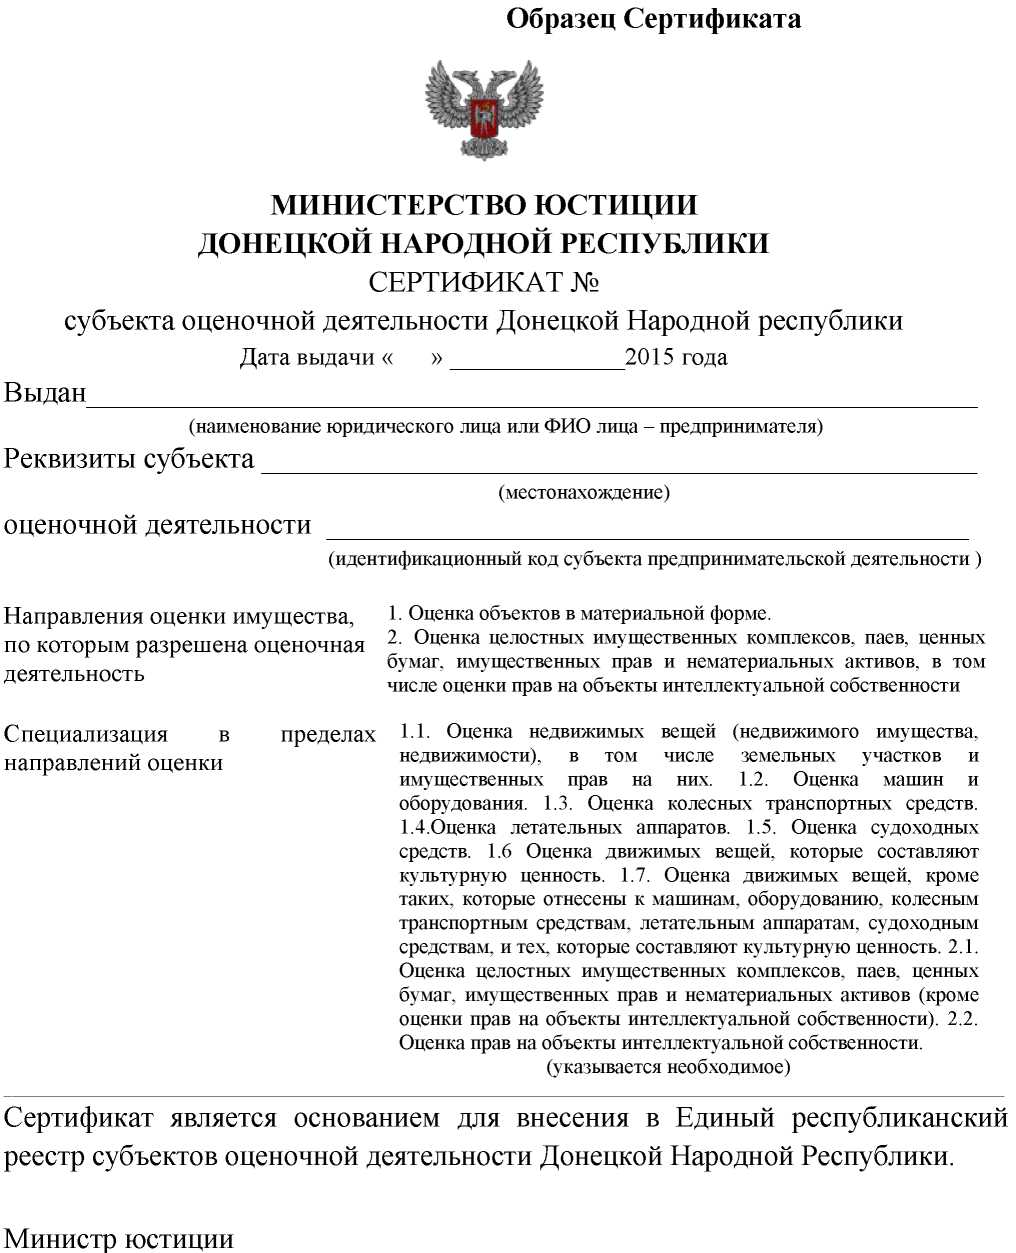 Образец Сертификата
МИНИСТЕРСТВО ЮСТИЦИИ
ДОНЕЦКОЙ НАРОДНОЙ РЕСПУБЛИКИ
СЕРТИФИКАТ №
субъекта оценочной деятельности Донецкой Народной республики
Дата выдачи « » ______________2015 года
Выдан
(наименование юридического лица или ФИО лица – предпринимателя)
Реквизиты субъекта
(местонахождение)
оценочной деятельности
(идентификационный код субъекта предпринимательской деятельности )
Направления оценки имущества,
по которым разрешена оценочная
деятельность
1. Оценка объектов в материальной форме.
2. Оценка целостных имущественных комплексов, паев, ценных
бумаг, имущественных прав и нематериальных активов, в том
числе оценки прав на объекты интеллектуальной собственности
Специализация в пределах
направлений оценки
1.1. Оценка недвижимых вещей (недвижимого имущества,
недвижимости), в том числе земельных участков и
имущественных прав на них. 1.2. Оценка машин и
оборудования. 1.3. Оценка колесных транспортных средств.
1.4.Оценка летательных аппаратов. 1.5. Оценка судоходных
средств. 1.6 Оценка движимых вещей, которые составляют
культурную ценность. 1.7. Оценка движимых вещей, кроме
таких, которые отнесены к машинам, оборудованию, колесным
транспортным средствам, летательным аппаратам, судоходным
средствам, и тех, которые составляют культурную ценность. 2.1.
Оценка целостных имущественных комплексов, паев, ценных
бумаг, имущественных прав и нематериальных активов (кроме
оценки прав на объекты интеллектуальной собственности). 2.2.
Оценка прав на объекты интеллектуальной собственности.
(указывается необходимое)
Сертификат является основанием для внесения в Единый республиканский
реестр субъектов оценочной деятельности Донецкой Народной Республики.
Министр юстиции